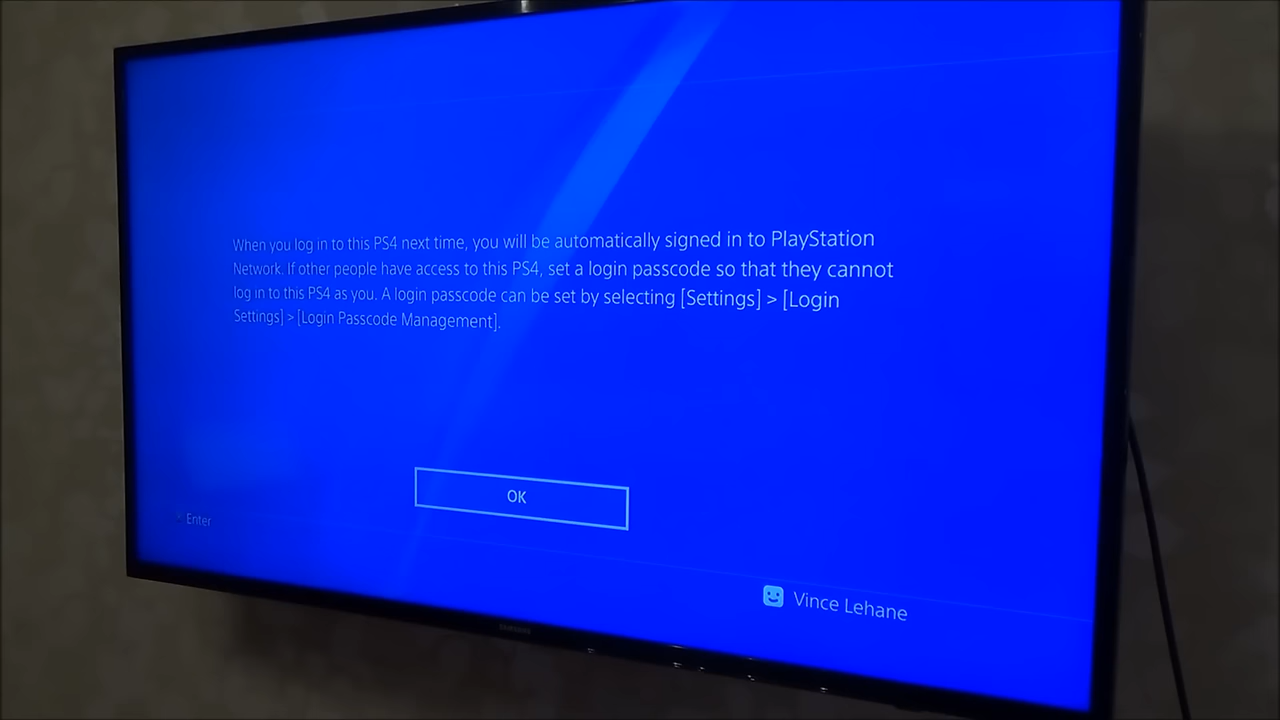 When you log in to this PS4 next time, you will be automatically signed in to PlayStation
Network. If other people have access to this PS4, set a login passcode so that they cannot
log in to this PS4 as you. A login passcode can be set by selecting [Settings] > [Login
Settings] > [Login Passcode Management].
OK
Enter
Vince Lehane
SAMSUNG